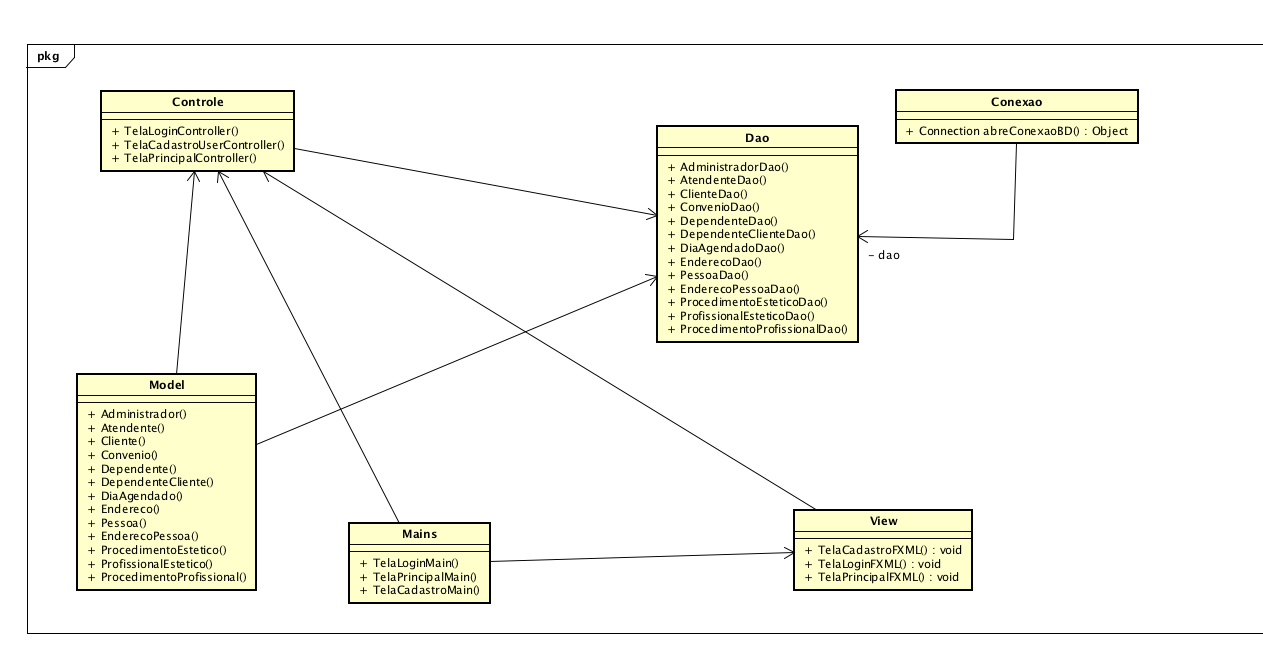 pkg
Controle
+ TelaLoginController()
+ TelaCadastroUserController()
+ TelaPrincipalController()
Dao
+ AdministradorDao()
+ AtendenteDao()
+ ClienteDao()
+ ConvenioDao()
+ DependenteDao()
+ DependenteClienteDao()
+ DiaAgendadoDao()
+ EnderecoDao()
+ PessoaDao()
+ EnderecoPessoaDao()
+ ProcedimentoEsteticoDao()
+ ProfissionalEsteticoDao()
+ ProcedimentoProfissionalDao()
Conexao
+ Connection abreConexaoBD() : Object
- dao
Model
+ Administrador()
+ Atendente()
+ Cliente()
+ Convenio()
+ Dependente()
+ DependenteCliente()
+ DiaAgendado()
+ Endereco()
+ Pessoa()
+ EnderecoPessoa()
+ ProcedimentoEstetico()
+ ProfissionalEstetico()
+ ProcedimentoProfissional()
Mains
+ TelaLoginMain()
+ TelaPrincipalMain()
+ TelaCadastroMain()
View
+ TelaCadastroFXML() : void
+ TelaLoginFXML() : void
+ TelaPrincipalFXML() : void